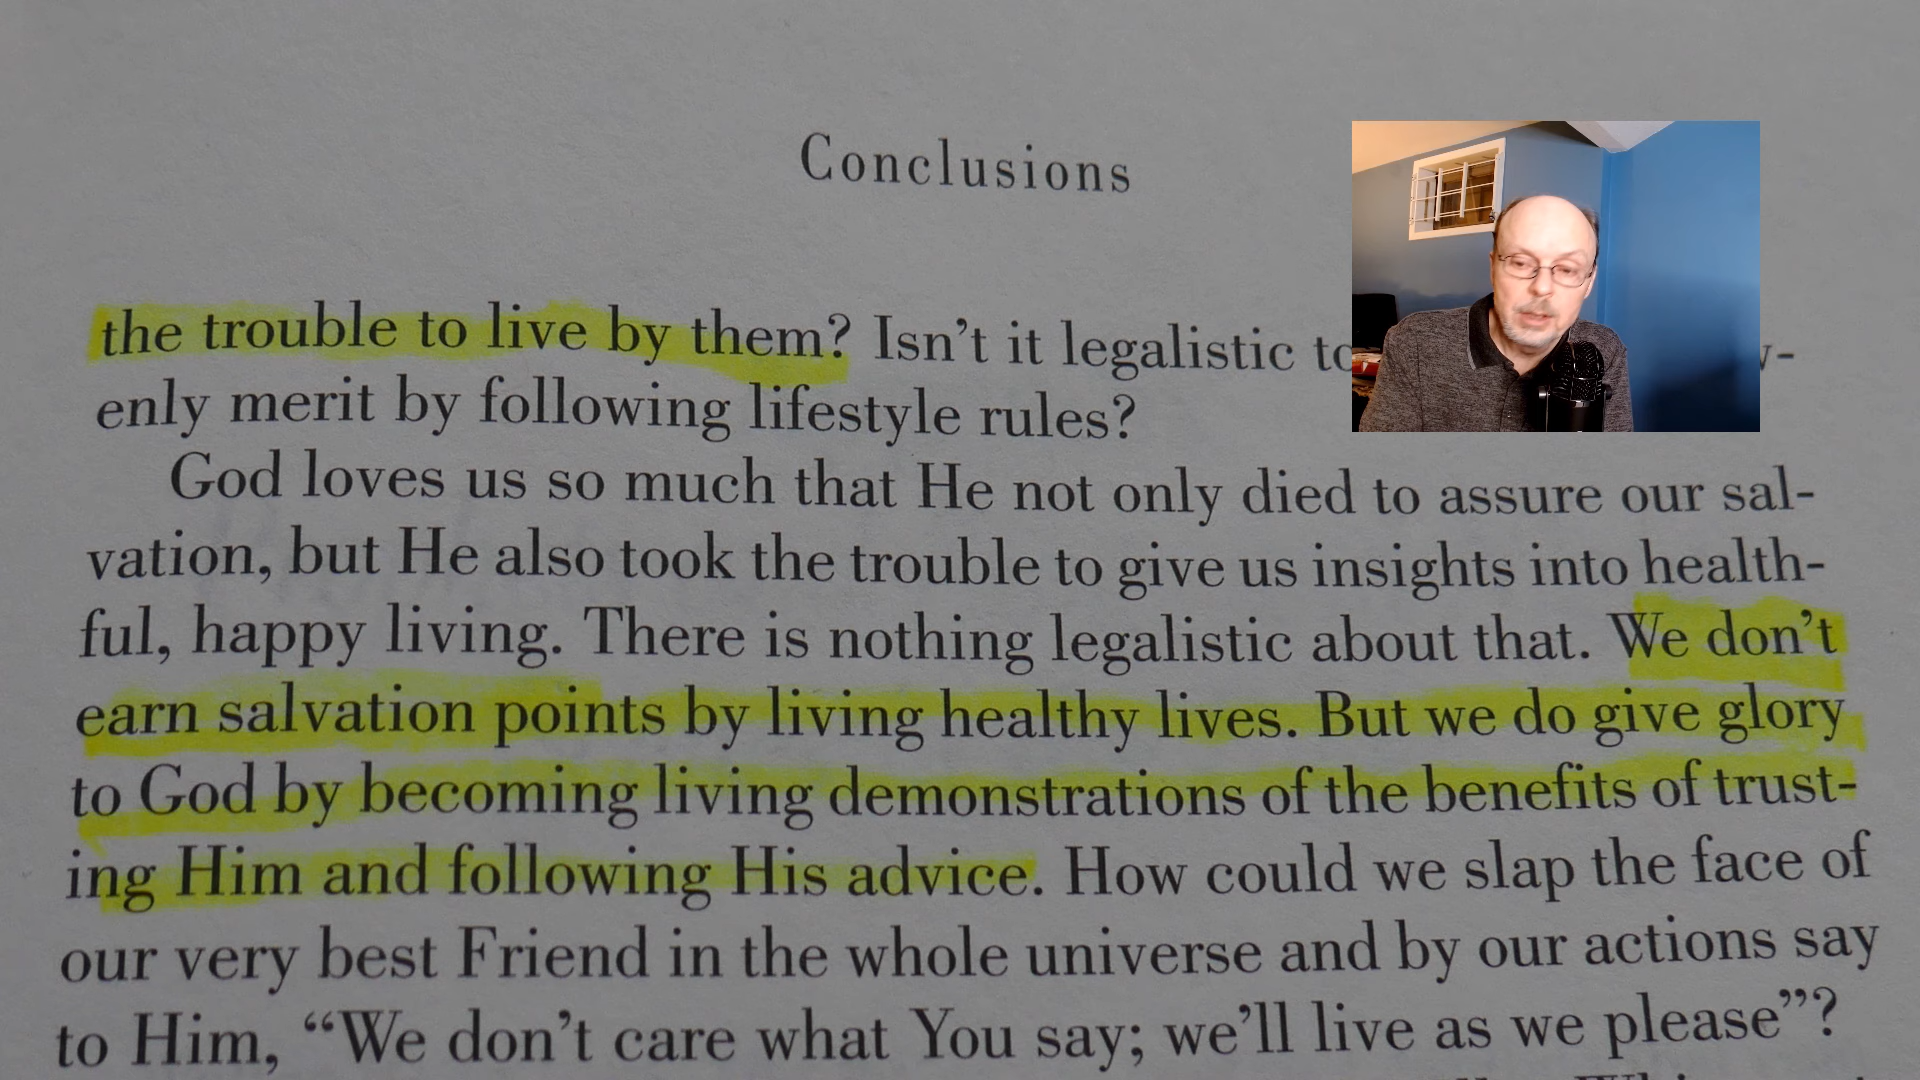 Conclusions
the trouble to live by them? Isn't it legalistic to
enly merit by following lifestyle rules?
God loves us so much that He not only died to assure our sal-
vation, but He also took the trouble to give us insights into health-
ful, happy living. There is nothing legalistic about that. We don't
earn salvation points by living healthy lives. But we do give glory
to God by becoming living demonstrations of the benefits of trust-
ing Him and following His advice. How could we slap the face of
our very best Friend in the whole universe and by our actions say
to Him, “We don't care what You say; we'll live as we please”?